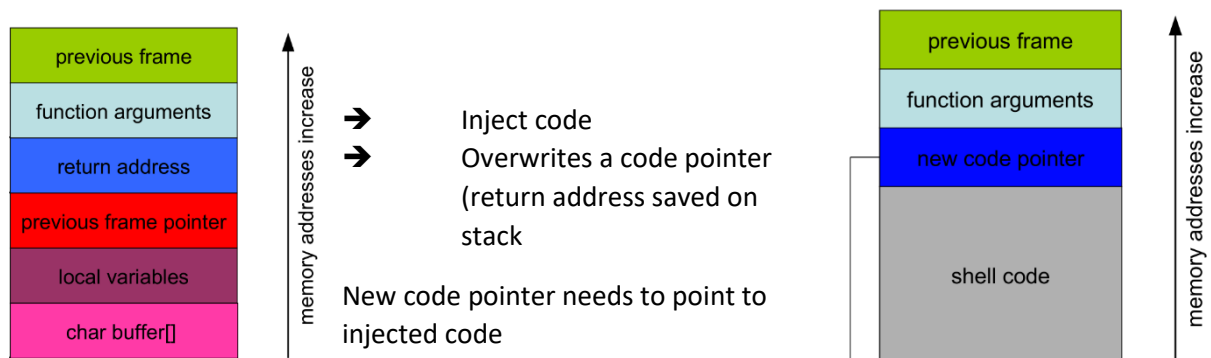 previous frame
function arguments
return address
previous frame pointer
local variables
char buffer[]
memory addresses increase
➔ Inject code
➔ Overwrites a code pointer
(return address saved on
stack
New code pointer needs to point to
injected code
previous frame
function arguments
new code pointer
shell code
memory addresses increase